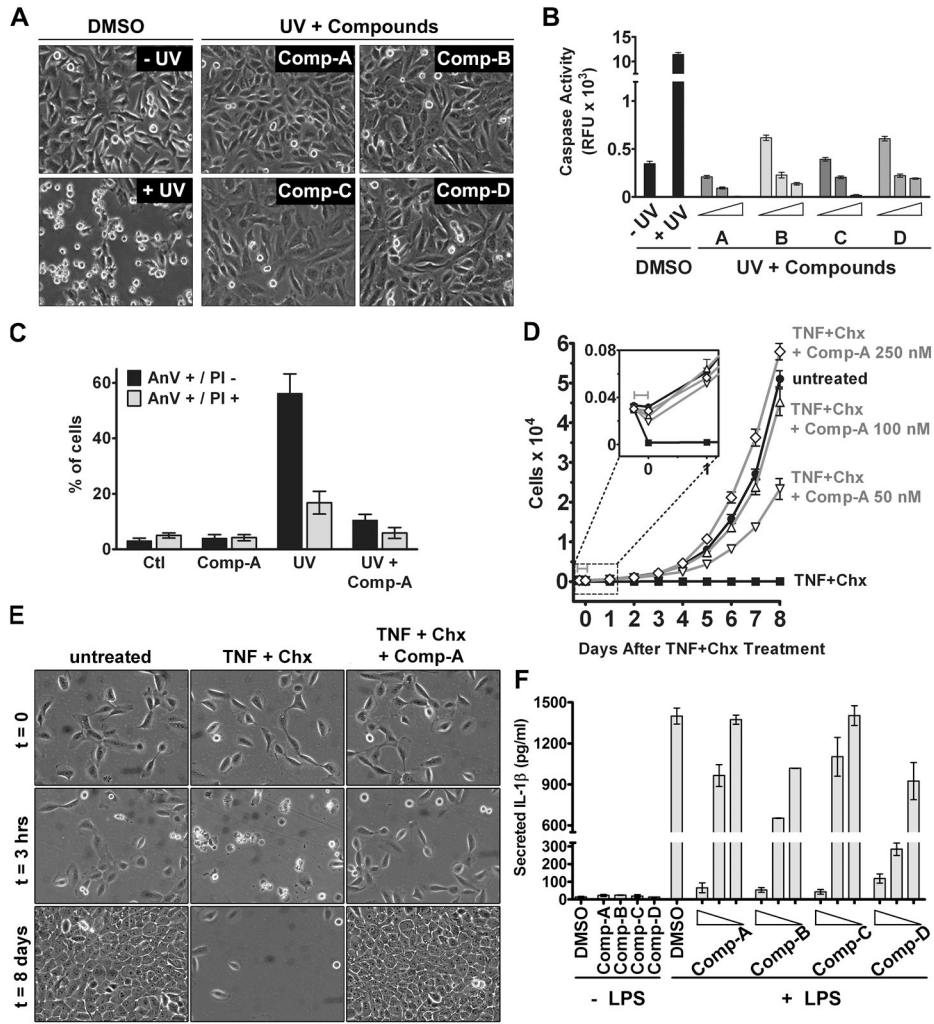 A
DMSO
UV + Compounds
- UV
Comp-A
Comp-B
+ UV
Comp-C
Comp-D
B
Caspase Activity
(RFU x 10³)
15
10
1
0.5
0
- UV
+ UV
A
B
C
D
DMSO
UV + Compounds
C
% of cells
60
40
20
0
AnV + / PI -
AnV + / PI +
Ctl
Comp-A
UV
UV +
Comp-A
D
Cells x 10⁴
6
5
4
3
2
1
0
0.08
0.04
0
0
1
TNF+Chx
+ Comp-A 250 nM
untreated
TNF+Chx
+ Comp-A 100 nM
TNF+Chx
+ Comp-A 50 nM
TNF+Chx
0 1 2 3 4 5 6 7 8
Days After TNF+Chx Treatment
E
untreated
TNF + Chx
TNF + Chx
+ Comp-A
t = 0
t = 3 hrs
t = 8 days
F
Secreted IL-1β (pg/ml)
1500
1200
900
600
300
200
100
0
DMSO
Comp-A
Comp-B
Comp-C
Comp-D
DMSO
Comp-A
Comp-B
Comp-C
Comp-D
- LPS
+ LPS